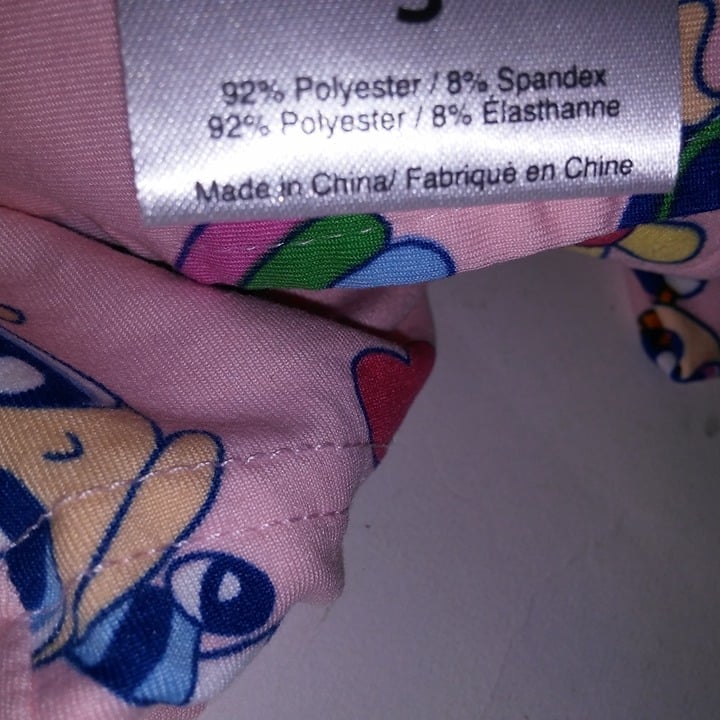 92% Polyester / 8% Spandex
92% Polyester / 8% Élasthanne
Made in China/ Fabriqué en Chine